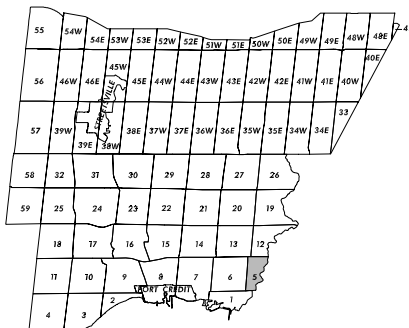 55 54W 54E 53W 53E 52W 52E 51W 51E 50W 50E 49W 49E 48W 48E 4
45W 40E
56 46W 46E 45E 44W 44E 43W 43E 42W 42E 41W 41E 40W
STREETSVILLE
33
57 39W 38E 37W 37E 36W 36E 35W 35E 34W 34E
39E 38W
58 32 31 30 29 28 27 26
59 25 24 23 22 21 20 19
18 17 16 15 14 13 12
11 10 9 8 7 6 5
PORT CREDIT
4 3 2 1